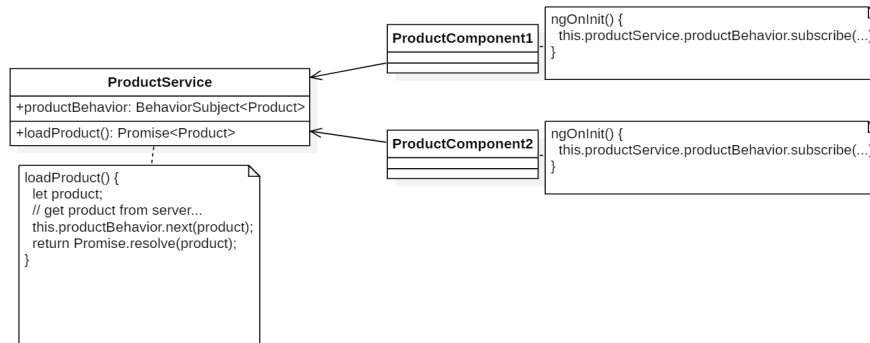 ProductComponent1
ngOnInit() {
this.productService.productBehavior.subscribe(...)
}
ProductService
+productBehavior: BehaviorSubject<Product>
+loadProduct(): Promise<Product>
ProductComponent2
ngOnInit() {
this.productService.productBehavior.subscribe(...)
}
loadProduct() {
let product;
// get product from server...
this.productBehavior.next(product);
return Promise.resolve(product);
}